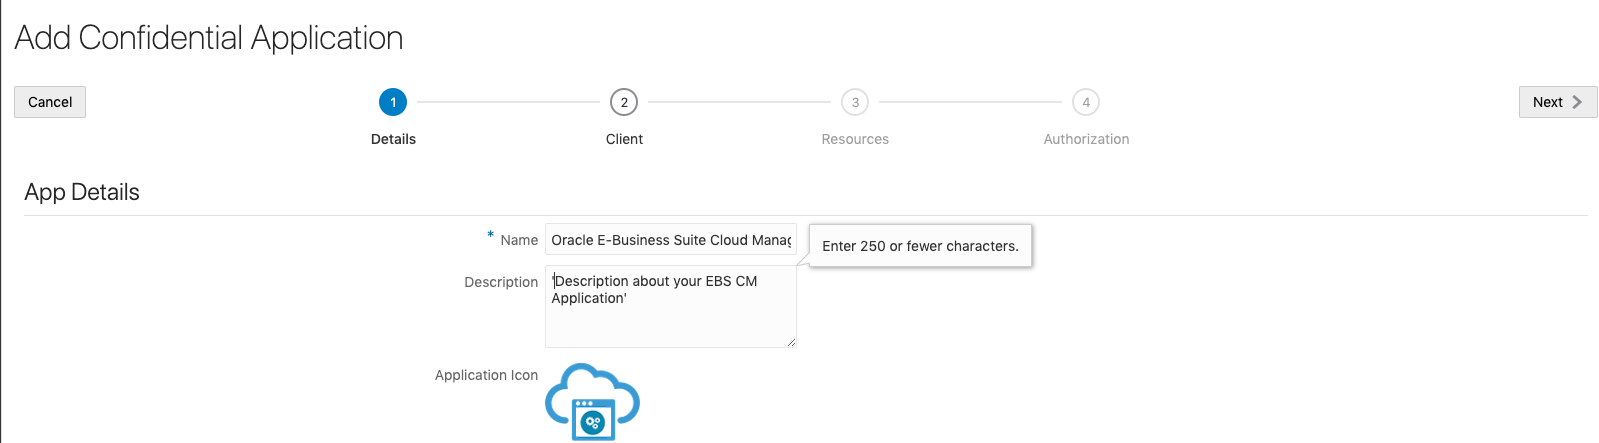 Add Confidential Application
Cancel
1
2
3
4
Next
Details
Client
Resources
Authorization
App Details
* Name
Oracle E-Business Suite Cloud Manag
Enter 250 or fewer characters.
Description
'Description about your EBS CM
Application'
Application Icon